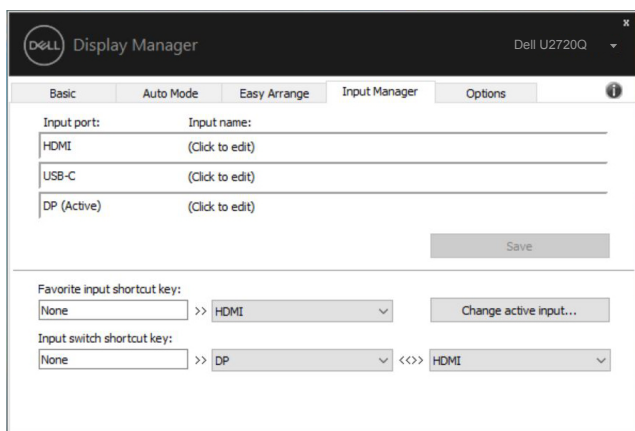 x
DELL Display Manager Dell U2720Q
Basic Auto Mode Easy Arrange Input Manager Options i
Input port: Input name:
HDMI (Click to edit)
USB-C (Click to edit)
DP (Active) (Click to edit)
Save
Favorite input shortcut key:
None >> HDMI Change active input...
Input switch shortcut key:
None >> DP <<>> HDMI